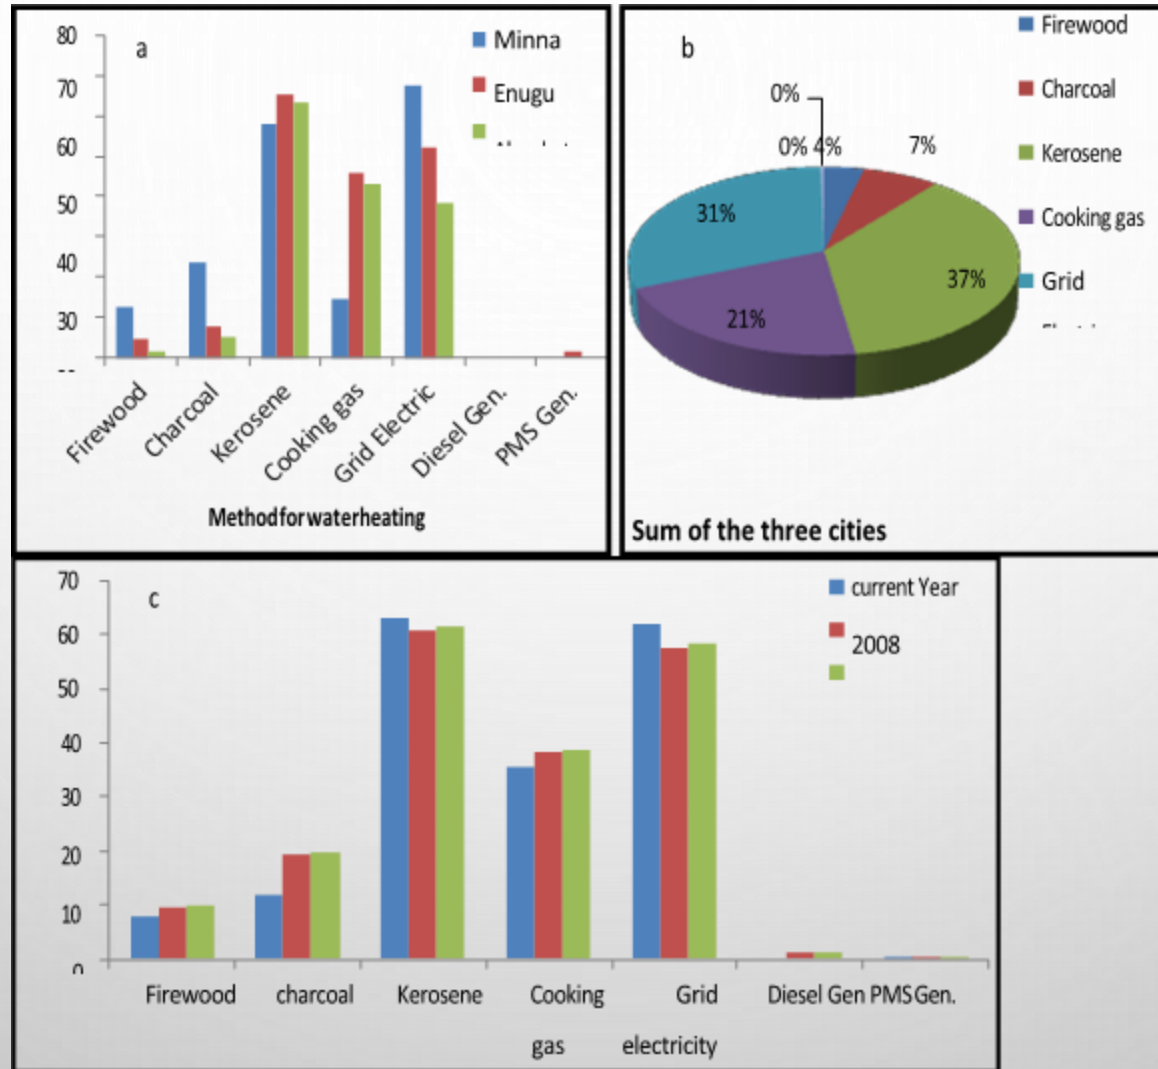 a
80
70
60
50
40
30
Minna
Enugu
Firewood
Charcoal
Kerosene
Cooking gas
Grid Electric
Diesel Gen.
PMS Gen.
Methodforwaterheating
b
0%
0% 4%
7%
31%
37%
21%
Firewood
Charcoal
Kerosene
Cooking gas
Grid
Sum of the three cities
c
70
60
50
40
30
20
10
0
current Year
2008
Firewood charcoal Kerosene Cooking Grid Diesel Gen PMSGen.
gas electricity